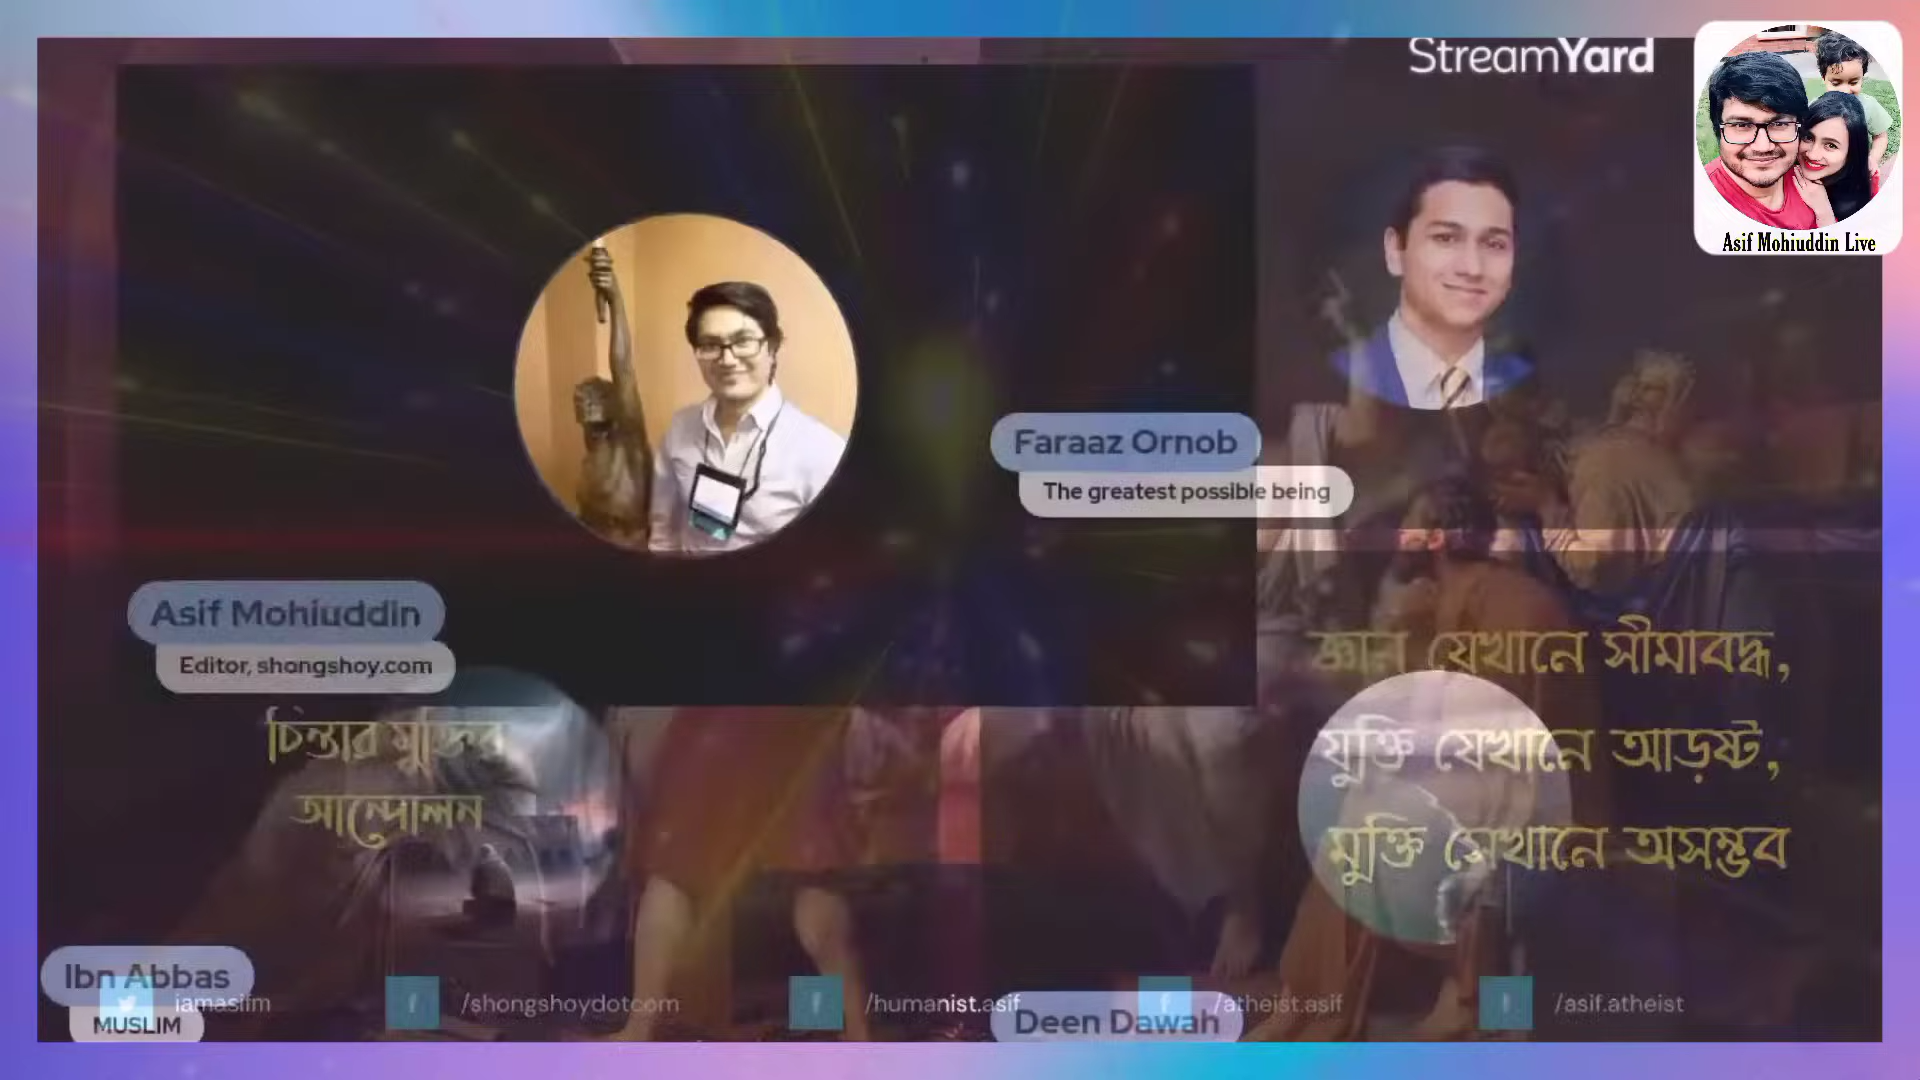 StreamYard
Asif Mohiuddin Live
Faraaz Ornob
The greatest possible being
Asif Mohiuddin
Editor, shongshoy.com
জ্ঞান যেখানে সীমাবদ্ধ,
যুক্তি যেখানে আড়ষ্ট,
মুক্তি সেখানে অসম্ভব
চিন্তার মুক্তির
আন্দোলন
Ibn Abbas
MUSLIM
iamasifm
/shongshoydotcom
/humanist.asif
/atheist.asif
/asif.atheist
Deen Dawah